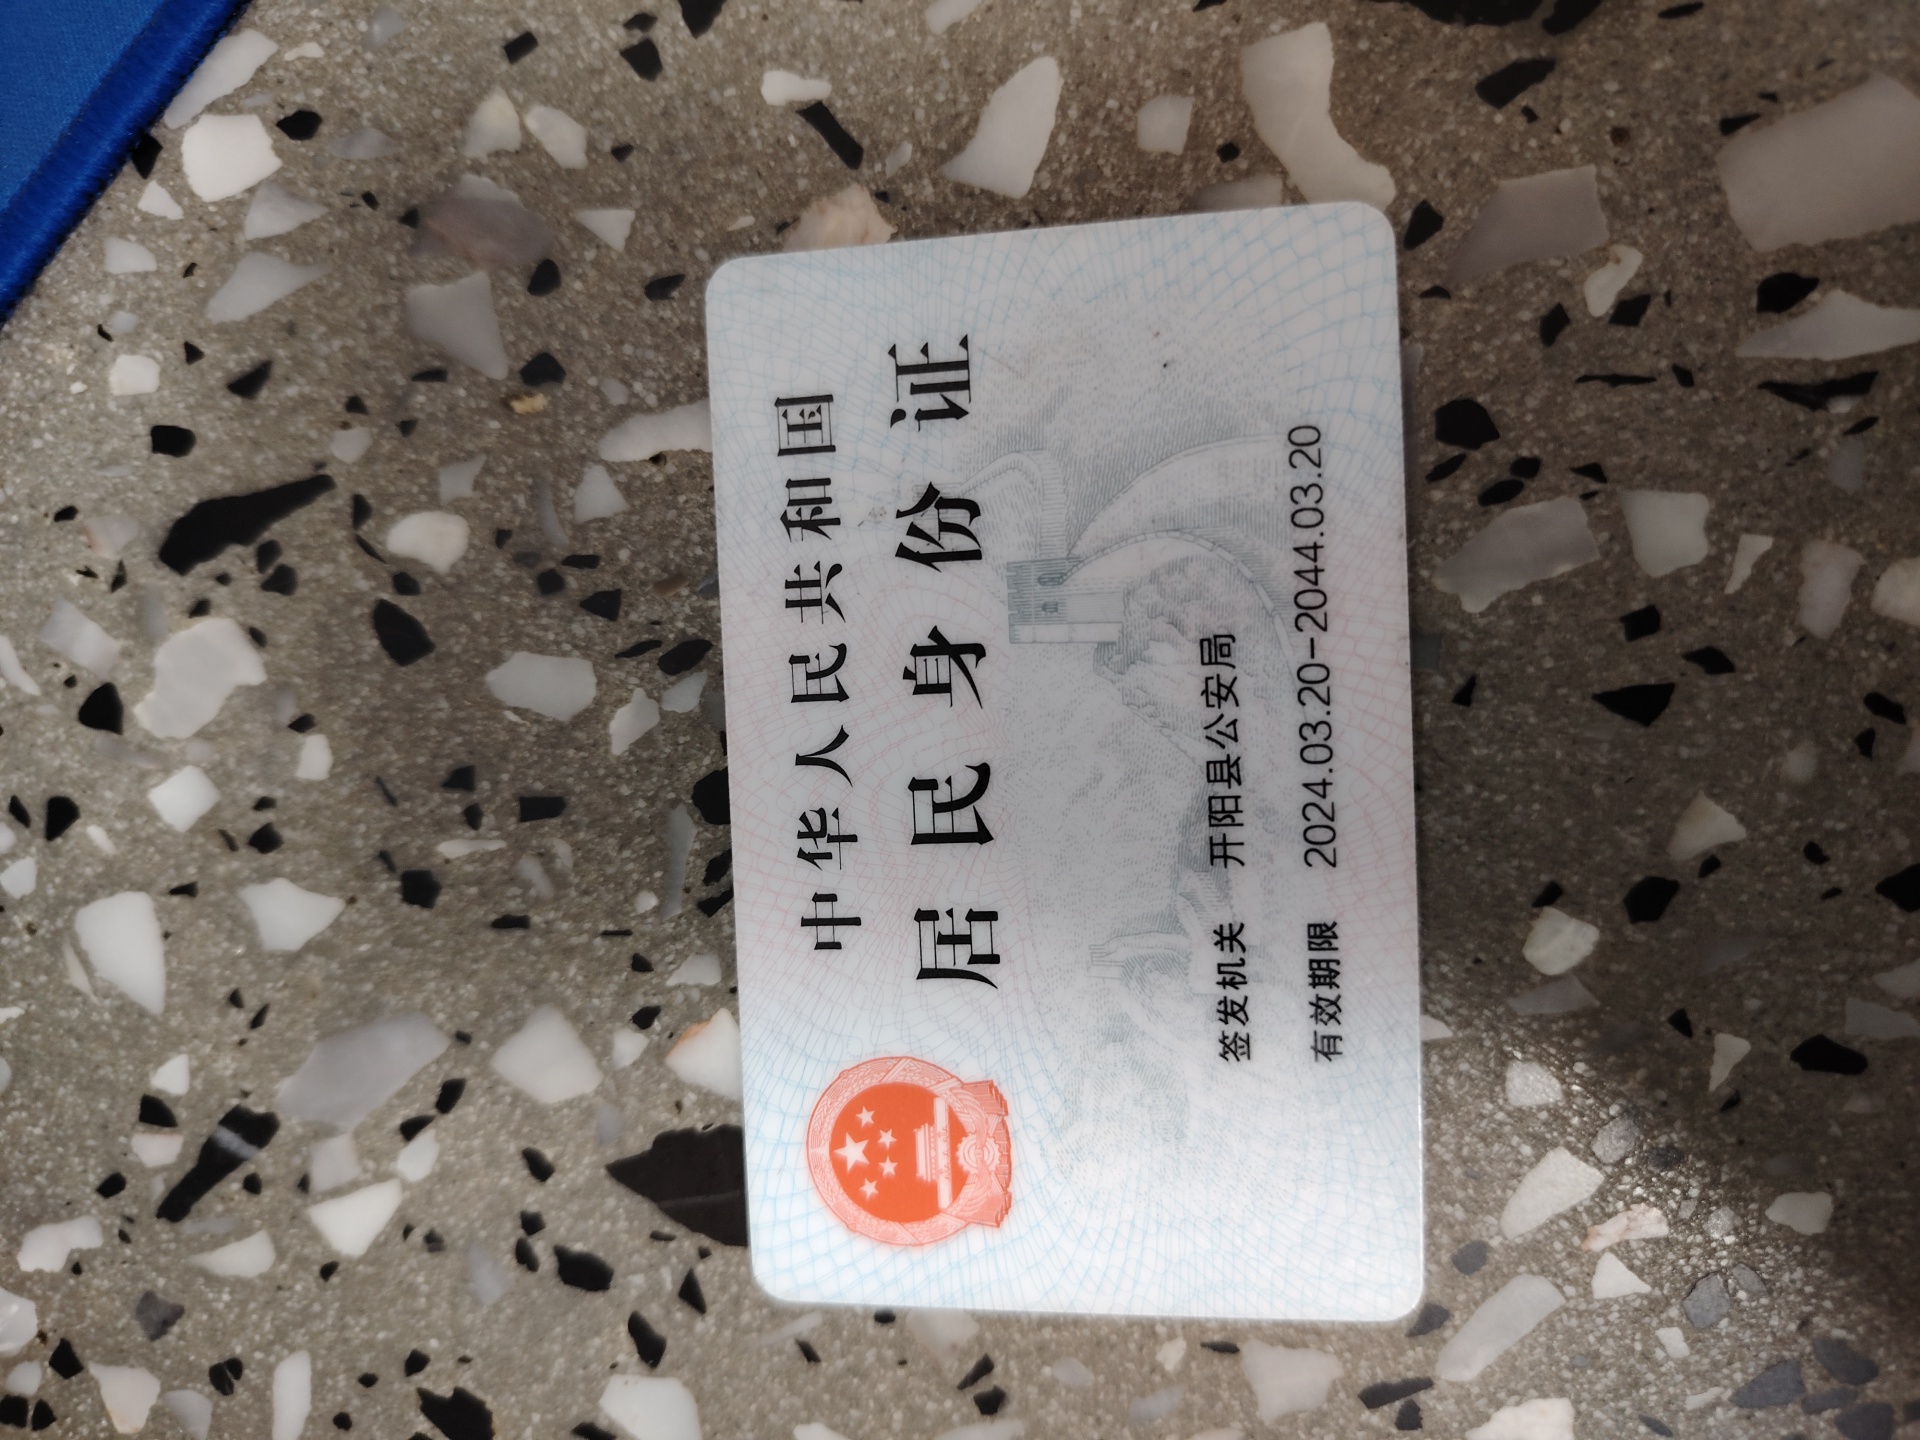 中华人民共和国
居民身份证
签发机关 开阳县公安局
有效期限 2024.03.20-2044.03.20